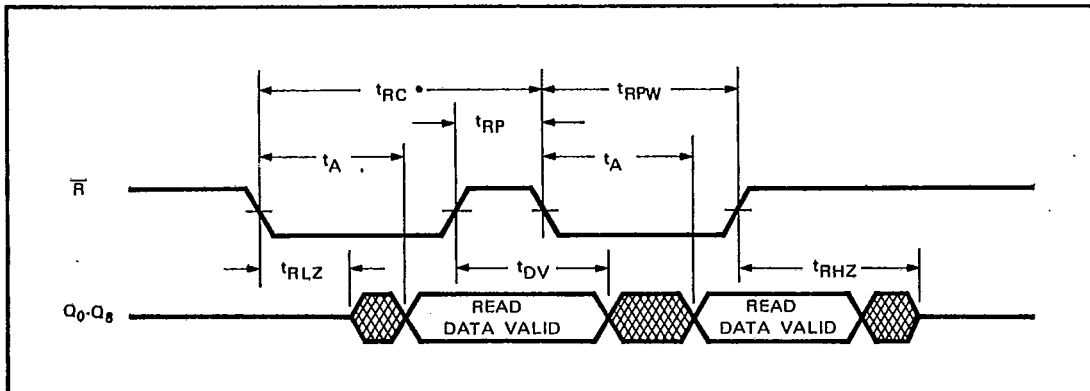 tRC
tRPW
tRP
tA
tA
R̅
tRLZ
tDV
tRHZ
Q0-Q8
READ
DATA VALID
READ
DATA VALID